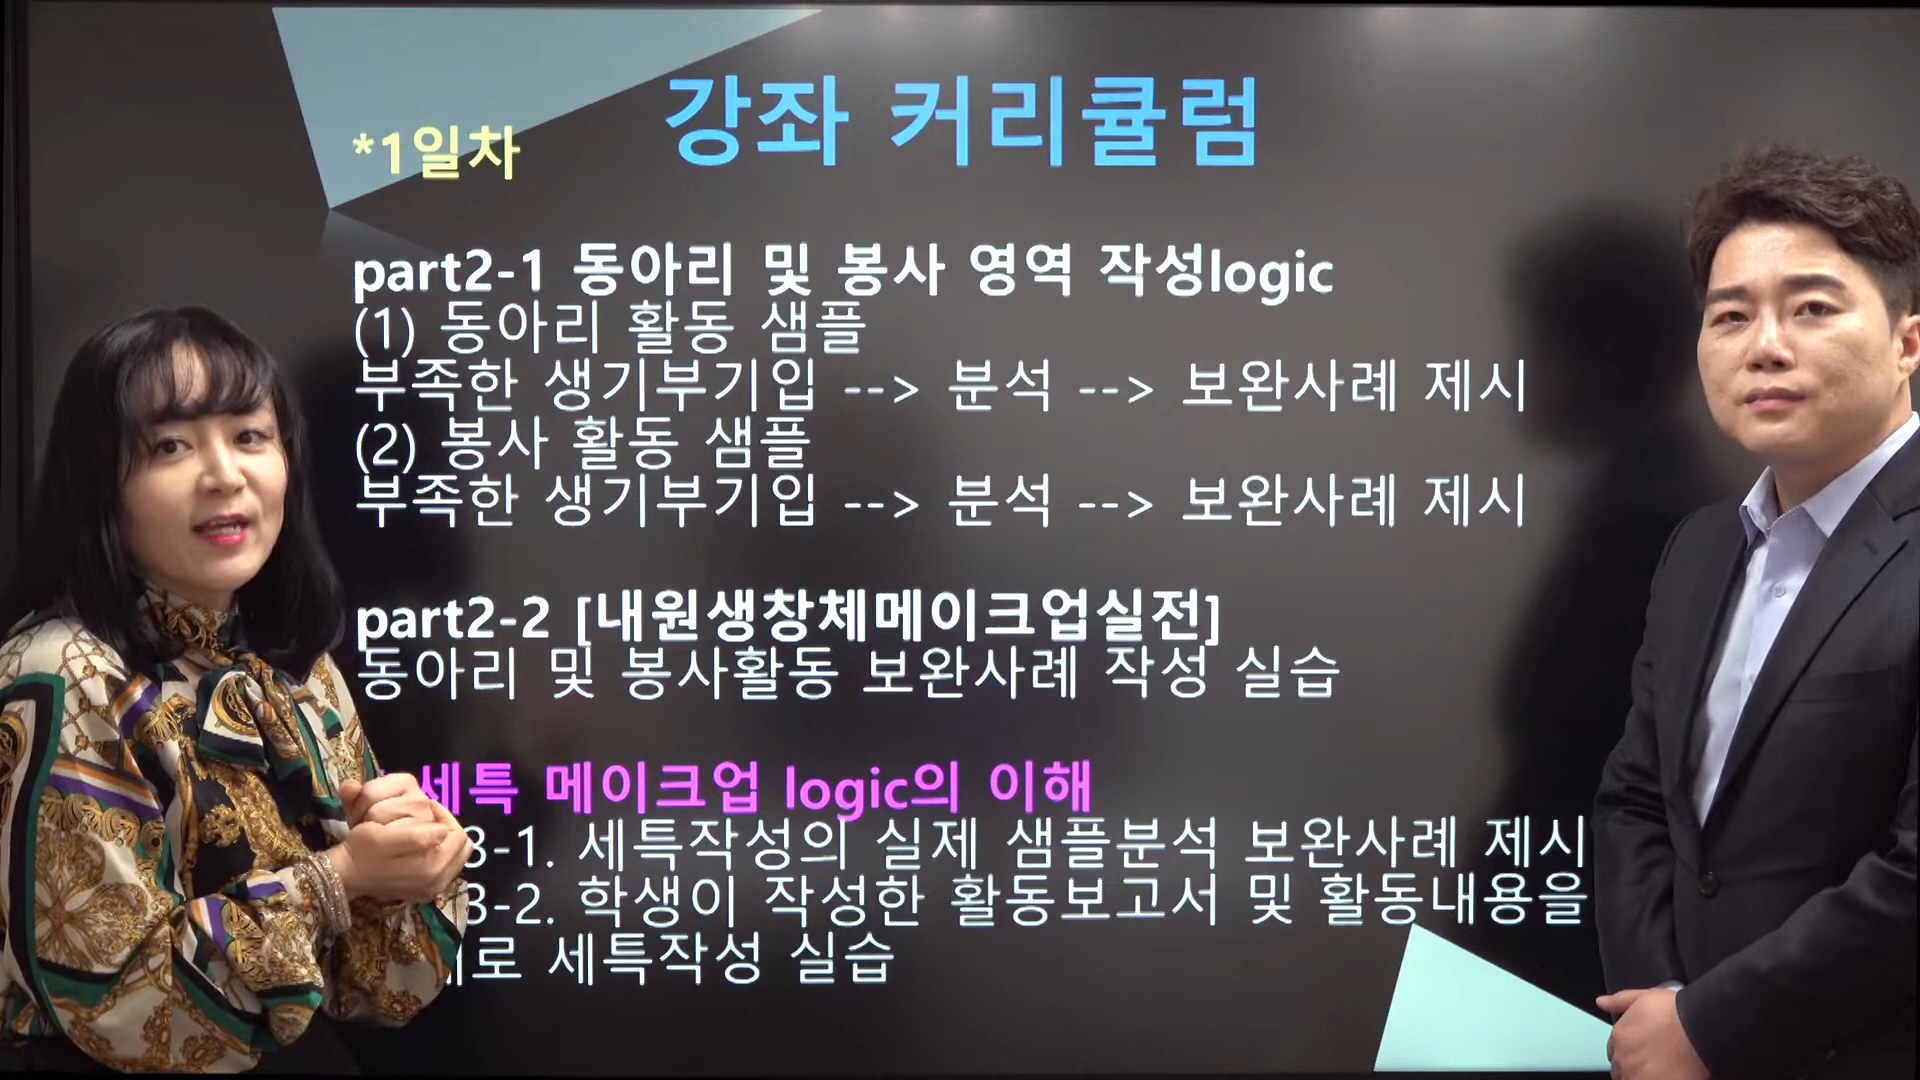 강좌 커리큘럼
*1일차
part2-1 동아리 및 봉사 영역 작성logic
(1) 동아리 활동 샘플
부족한 생기부기입 --> 분석 --> 보완사례 제시
(2) 봉사 활동 샘플
부족한 생기부기입 --> 분석 --> 보완사례 제시
part2-2 [내원생창체메이크업실전]
동아리 및 봉사활동 보완사례 작성 실습
세특 메이크업 logic의 이해
3-1. 세특작성의 실제 샘플분석 보완사례 제시
3-2. 학생이 작성한 활동보고서 및 활동내용을
세특작성 실습